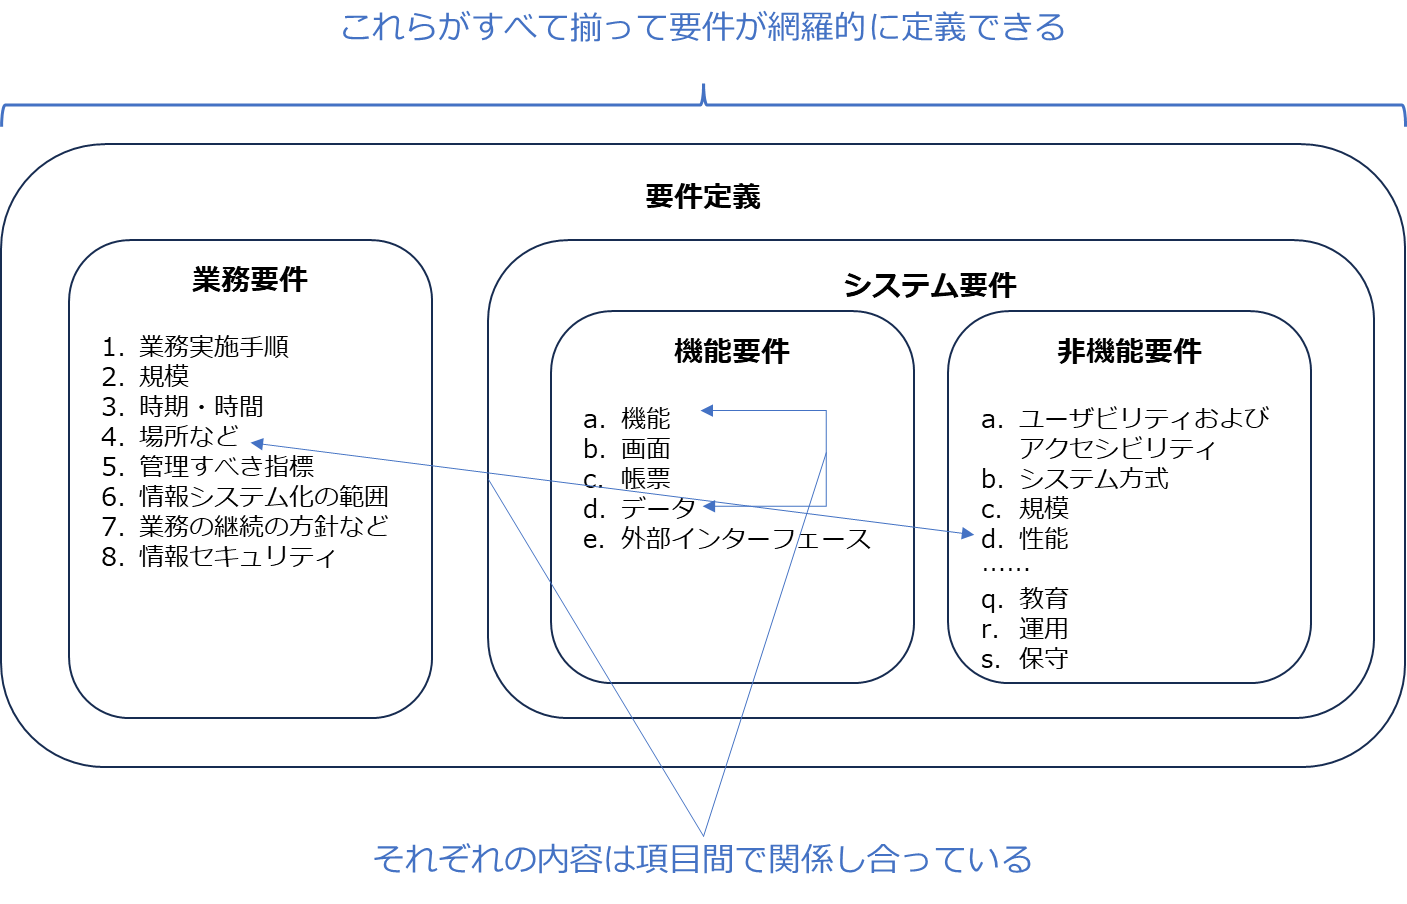 これらがすべて揃って要件が網羅的に定義できる
要件定義
業務要件
1. 業務実施手順
2. 規模
3. 時期・時間
4. 場所など
5. 管理すべき指標
6. 情報システム化の範囲
7. 業務の継続の方針など
8. 情報セキュリティ
システム要件
機能要件
a. 機能
b. 画面
c. 帳票
d. データ
e. 外部インターフェース
非機能要件
a. ユーザビリティおよび
アクセシビリティ
b. システム方式
c. 規模
d. 性能
……
q. 教育
r. 運用
s. 保守
それぞれの内容は項目間で関係し合っている